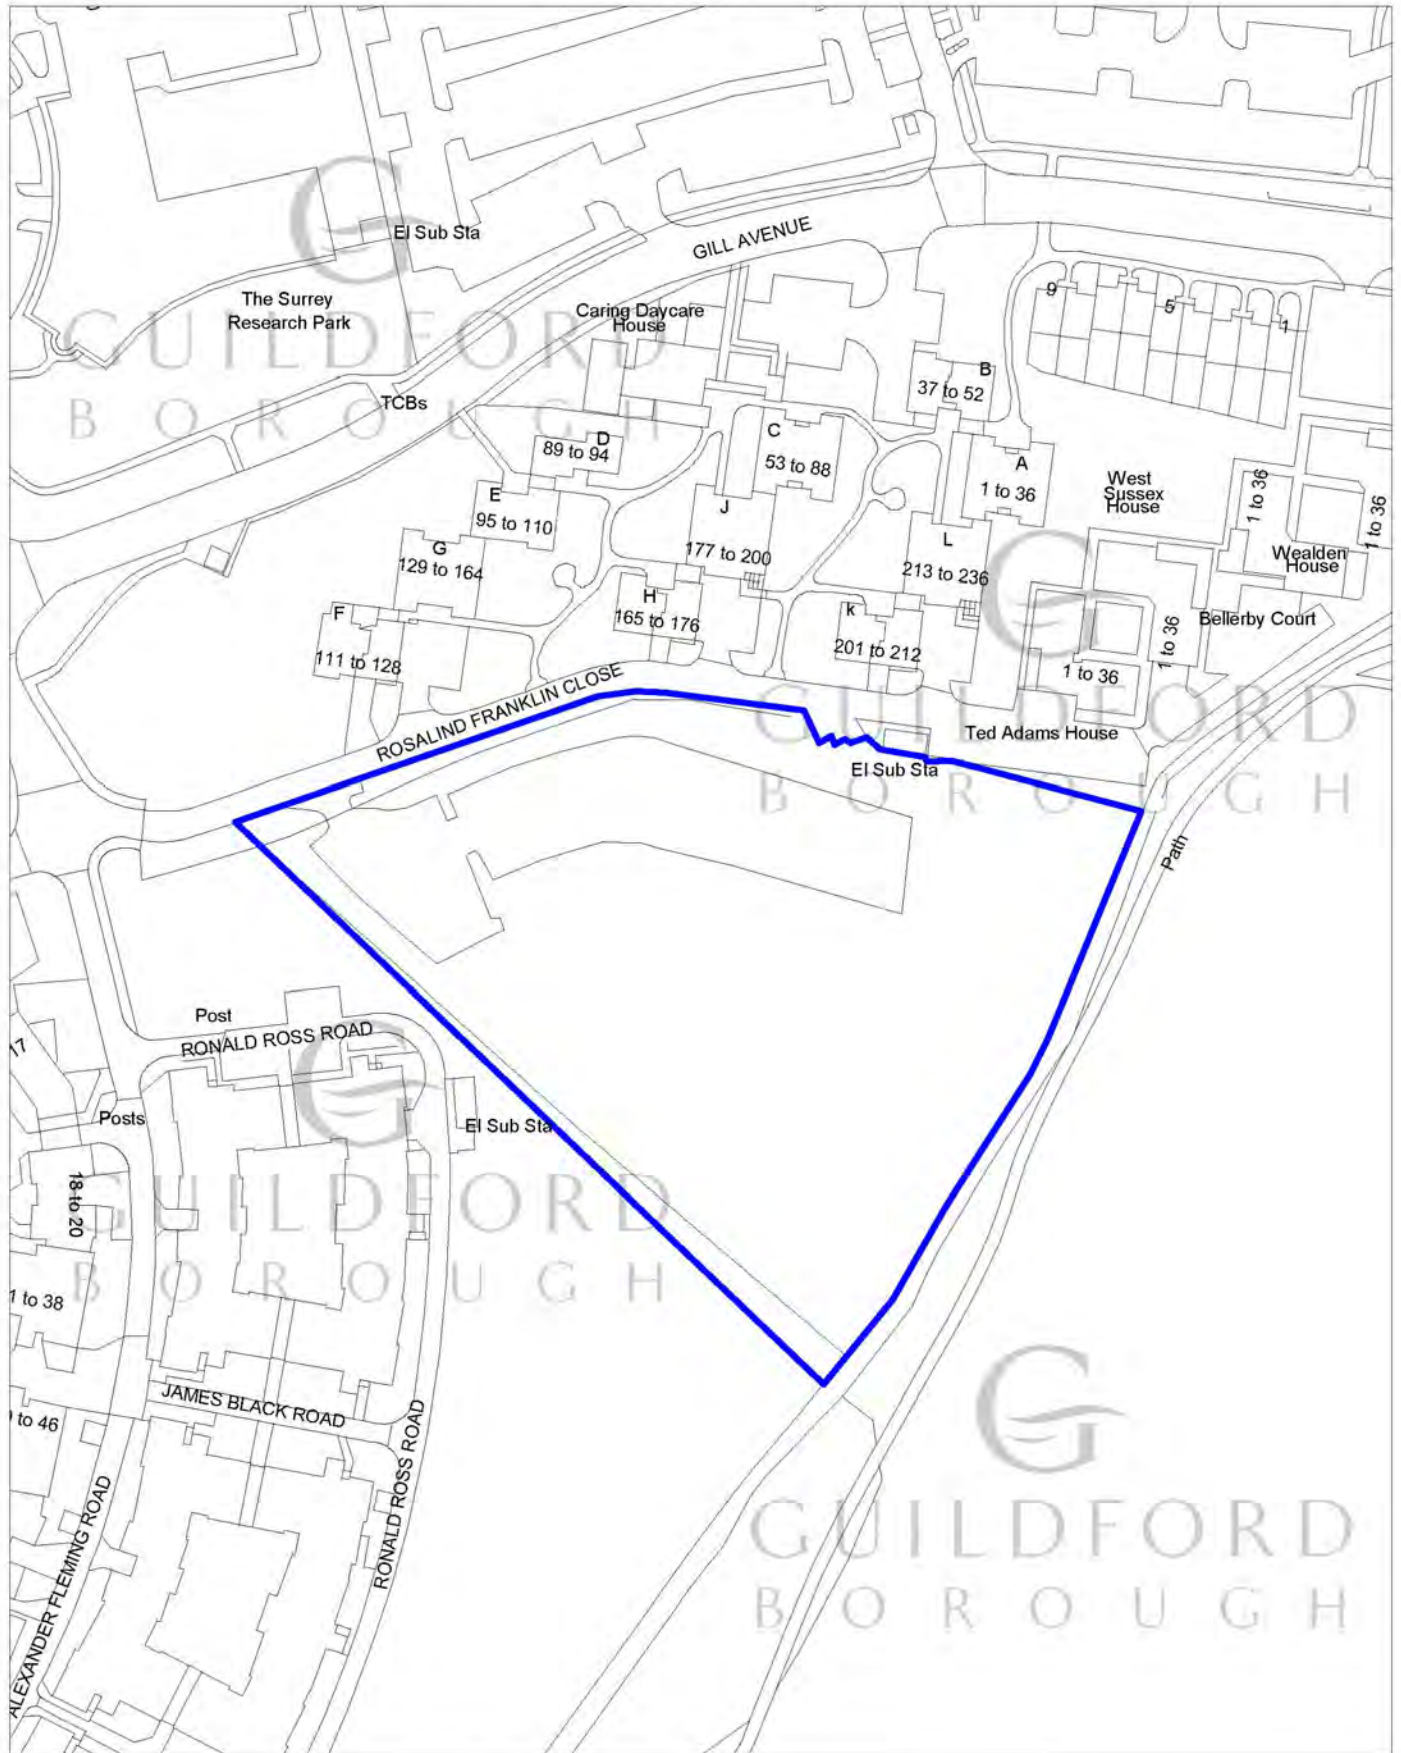 El Sub Sta
GILL AVENUE
The Surrey
Research Park
Caring Daycare
House
9
5
1
GUILDFORD
BOROUGH
TCBs
B
37 to 52
D
89 to 94
C
53 to 88
A
1 to 36
West
Sussex
House
1 to 36
1 to 36
E
95 to 110
J
177 to 200
L
213 to 236
G
129 to 164
Wealden
House
H
165 to 176
k
201 to 212
F
111 to 128
1 to 36
1 to 36
Bellerby Court
ROSALIND FRANKLIN CLOSE
GUILDFORD
BOROUGH
Ted Adams House
El Sub Sta
Path
Post
RONALD ROSS ROAD
17
Posts
El Sub Sta
18 to 20
GUILDFORD
BOROUGH
1 to 38
JAMES BLACK ROAD
to 46
RONALD ROSS ROAD
ALEXANDER FLEMING ROAD
GUILDFORD
BOROUGH